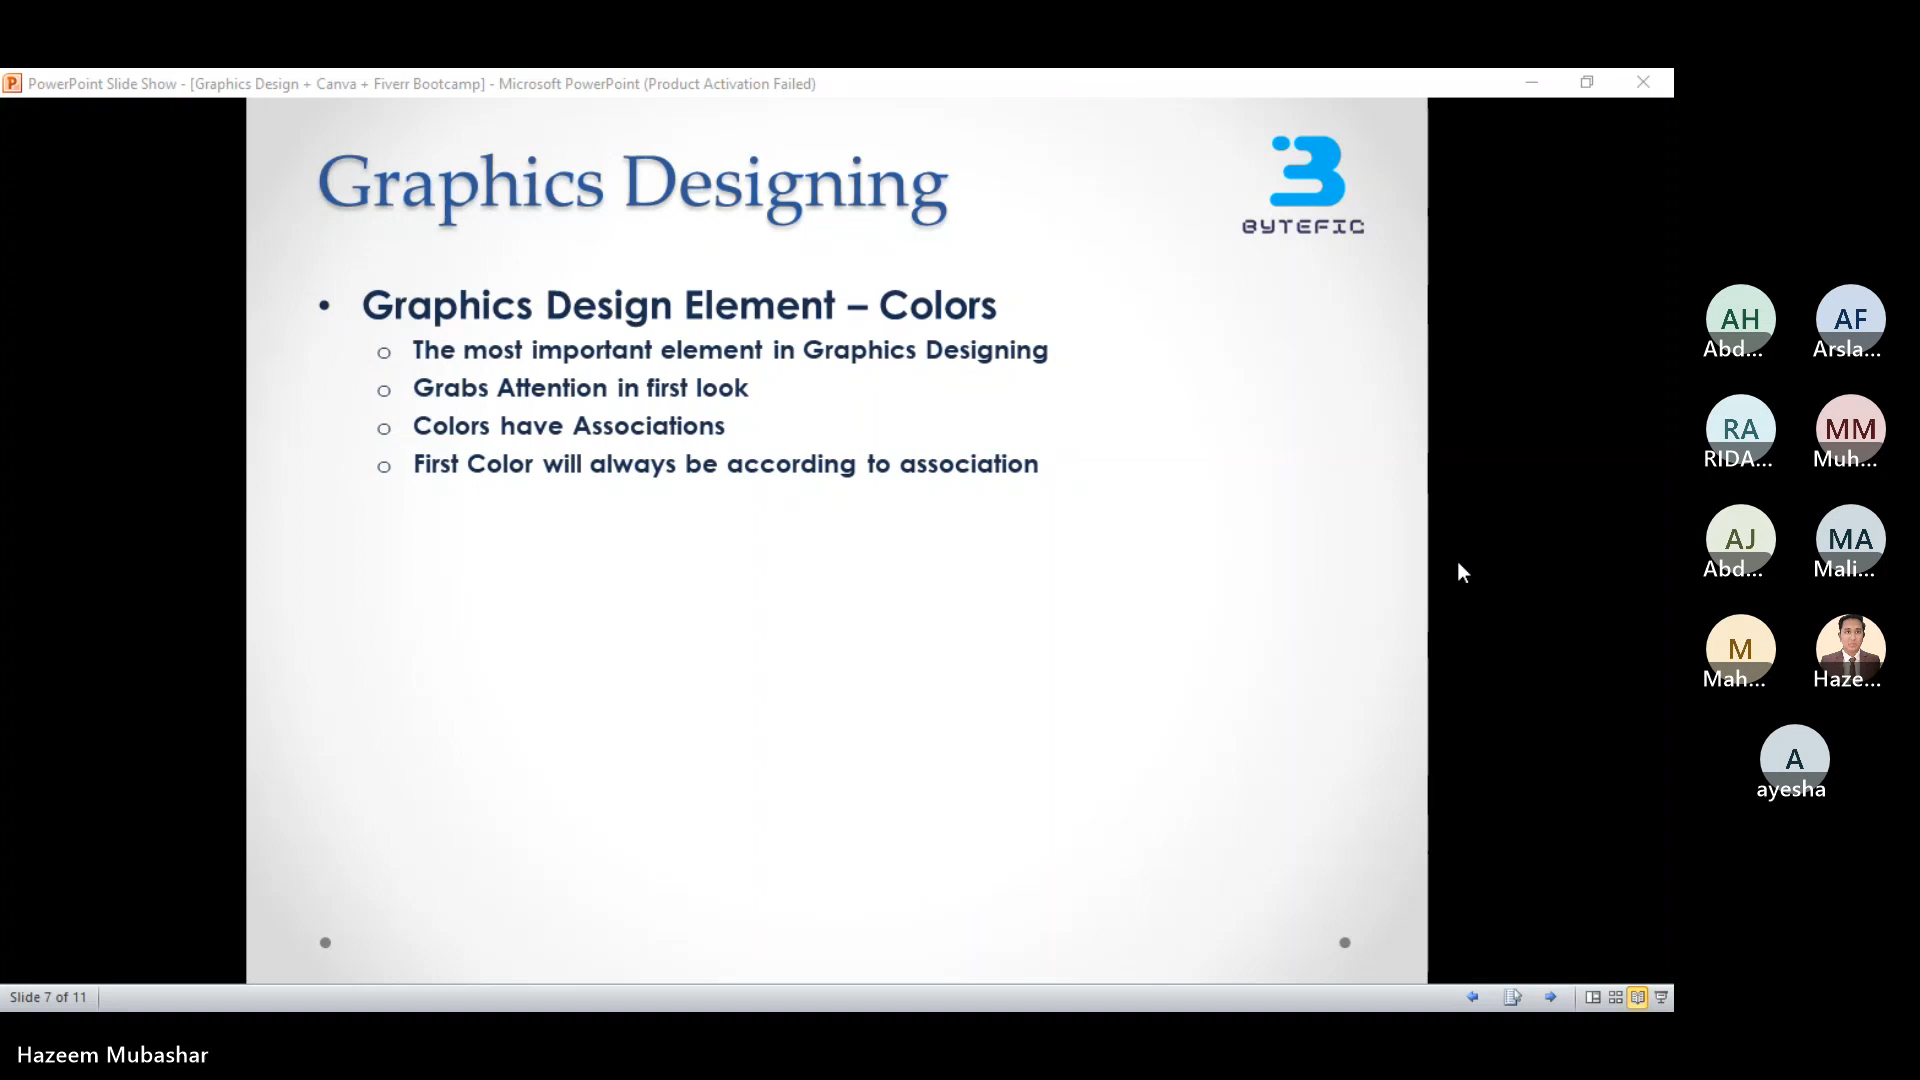 PowerPoint Slide Show - [Graphics Design + Canva + Fiverr Bootcamp] - Microsoft PowerPoint (Product Activation Failed)
Graphics Designing
BYTEFIC
• Graphics Design Element – Colors
o The most important element in Graphics Designing
o Grabs Attention in first look
o Colors have Associations
o First Color will always be according to association
AH AF
Abd... Arsla...
RA MM
RIDA... Muh...
AJ MA
Abd... Mali...
M
Mah... Haze...
A
ayesha
Slide 7 of 11
Hazeem Mubashar